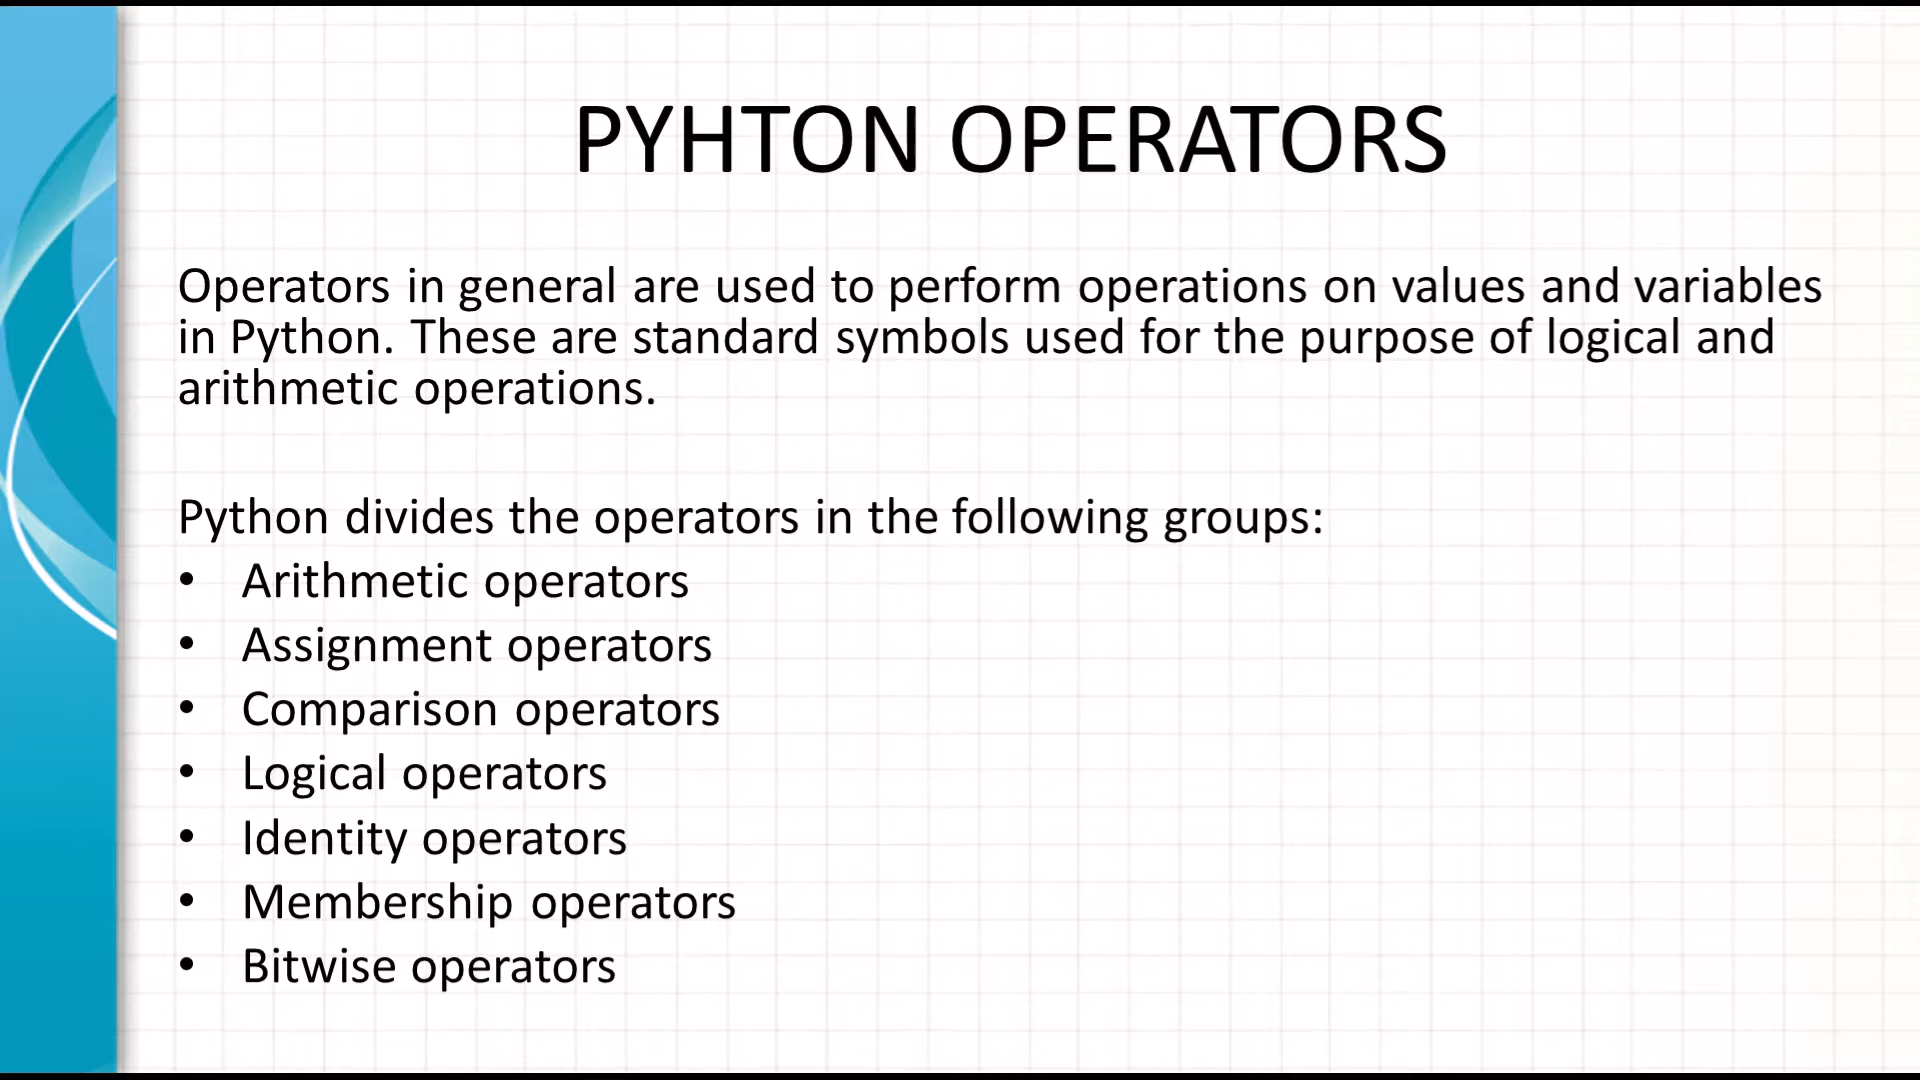 PYHTON OPERATORS
Operators in general are used to perform operations on values and variables
in Python. These are standard symbols used for the purpose of logical and
arithmetic operations.
Python divides the operators in the following groups:
• Arithmetic operators
• Assignment operators
• Comparison operators
• Logical operators
• Identity operators
• Membership operators
• Bitwise operators